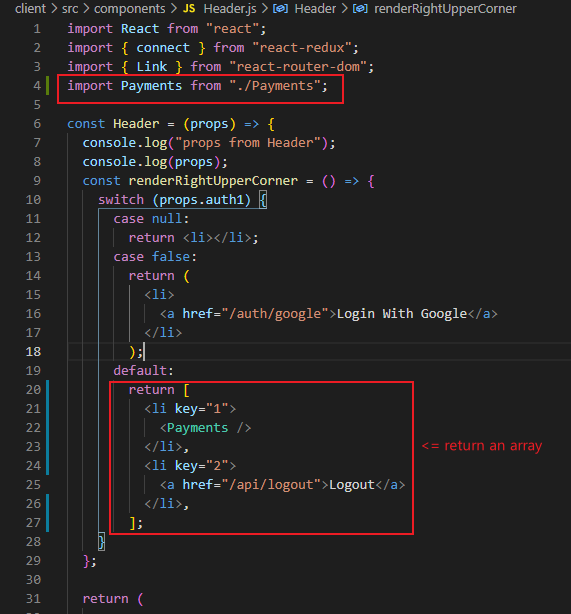 client > src > components > JS Header.js > Header > renderRightUpperCorner
1 import React from "react";
2 import { connect } from "react-redux";
3 import { Link } from "react-router-dom";
4 import Payments from "./Payments";
5
6 const Header = (props) => {
7 console.log("props from Header");
8 console.log(props);
9 const renderRightUpperCorner = () => {
10 switch (props.auth1) {
11 case null:
12 return <li></li>;
13 case false:
14 return (
15 <li>
16 <a href="/auth/google">Login With Google</a>
17 </li>
18 );
19 default:
20 return [
21 <li key="1">
22 <Payments />
23 </li>, <= return an array
24 <li key="2">
25 <a href="/api/logout">Logout</a>
26 </li>,
27 ];
28 }
29 };
30
31 return (